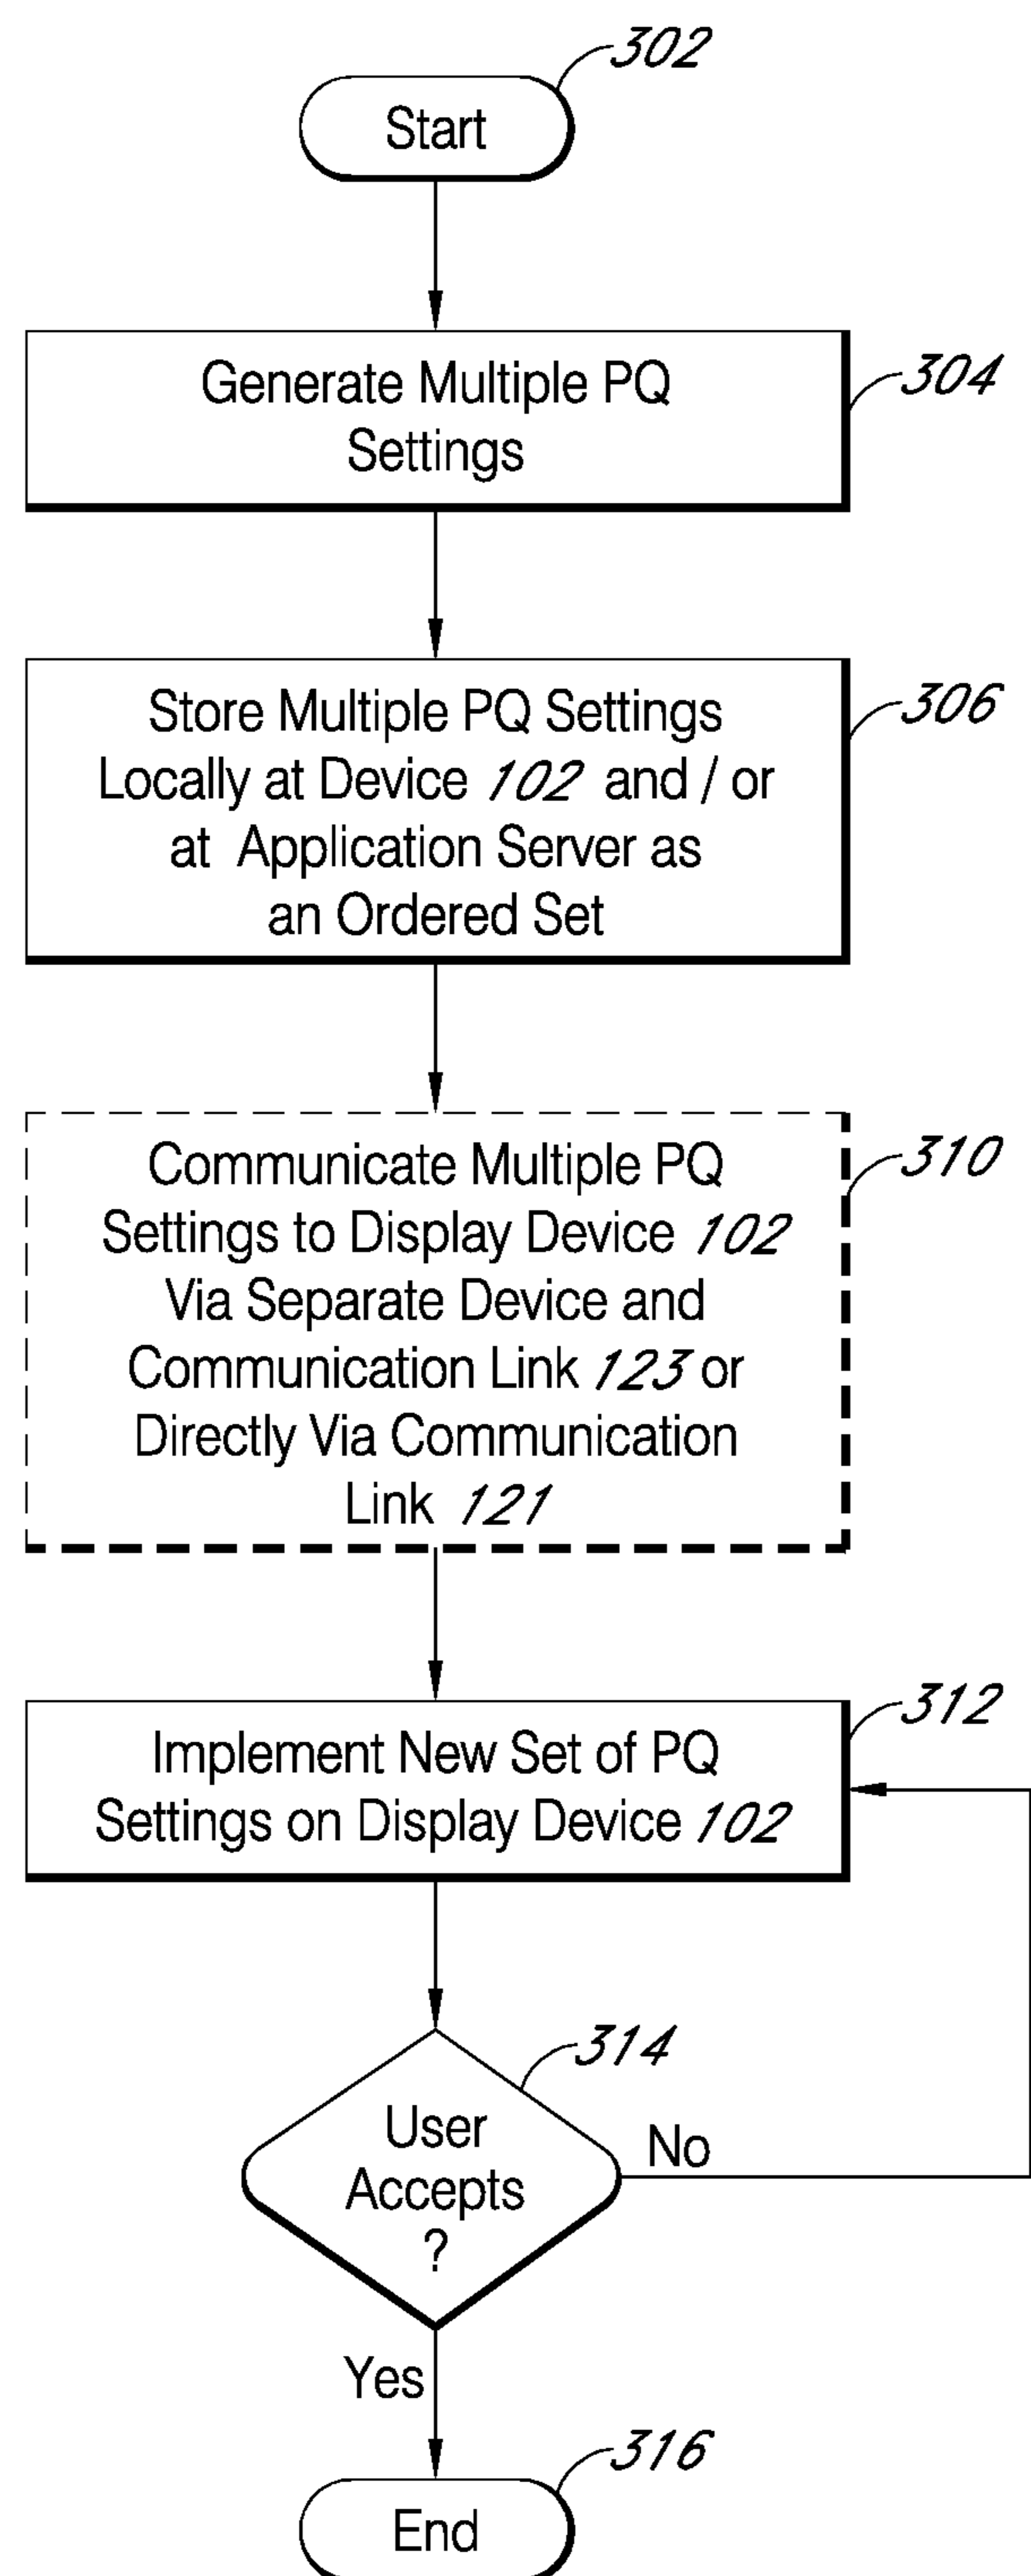 302
Start
304
Generate Multiple PQ
Settings
306
Store Multiple PQ Settings
Locally at Device 102 and / or
at Application Server as
an Ordered Set
310
Communicate Multiple PQ
Settings to Display Device 102
Via Separate Device and
Communication Link 123 or
Directly Via Communication
Link 121
312
Implement New Set of PQ
Settings on Display Device 102
314
User
Accepts
?
No
Yes
316
End